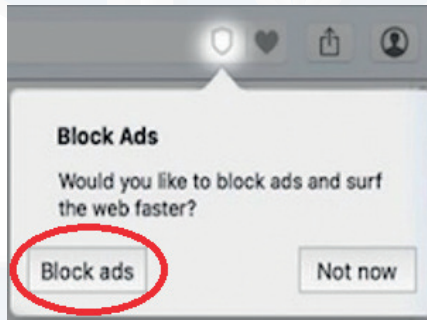 Block Ads
Would you like to block ads and surf
the web faster?
Block ads
Not now